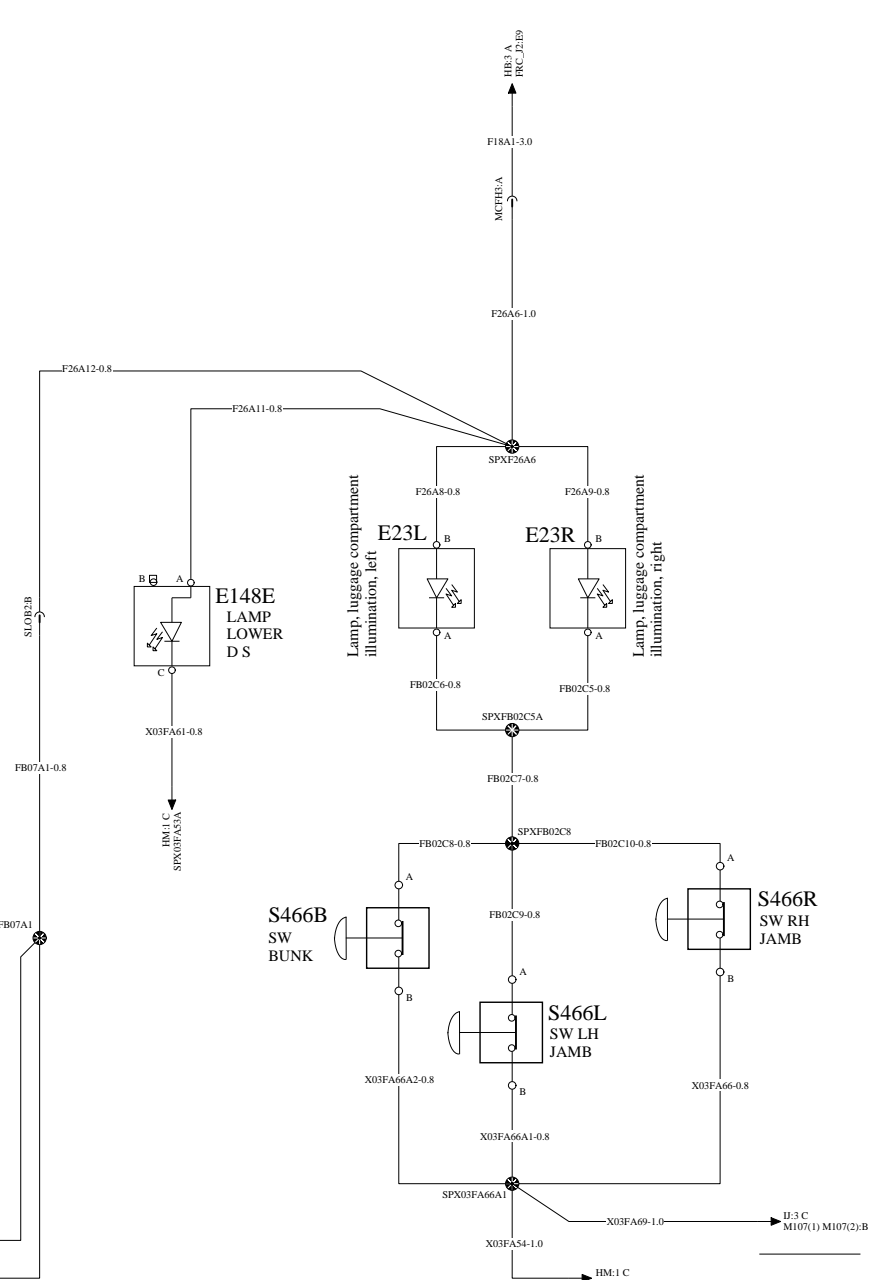 HB:3 A
FRC_J2:E9
F18A1-3.0
MCFH3:A
F26A6-1.0
F26A12-0.8
F26A11-0.8
SPXF26A6
F26A8-0.8
F26A9-0.8
Lamp, luggage compartment
illumination, left
E23L
B
E23R
B
Lamp, luggage compartment
illumination, right
B
A
E148E
LAMP
LOWER
D S
SLOB2:B
A
A
C
FB02C6-0.8
FB02C5-0.8
SPXFB02C5A
X03FA61-0.8
FB07A1-0.8
FB02C7-0.8
HM:1 C
SPX03FA53A
SPXFB02C8
FB02C8-0.8
FB02C10-0.8
A
A
S466B
SW
BUNK
FB02C9-0.8
S466R
SW RH
JAMB
FB07A1
A
B
B
S466L
SW LH
JAMB
B
X03FA66A2-0.8
X03FA66-0.8
X03FA66A1-0.8
SPX03FA66A1
X03FA69-1.0
IJ:3 C
M107(1) M107(2):B
X03FA54-1.0
HM:1 C